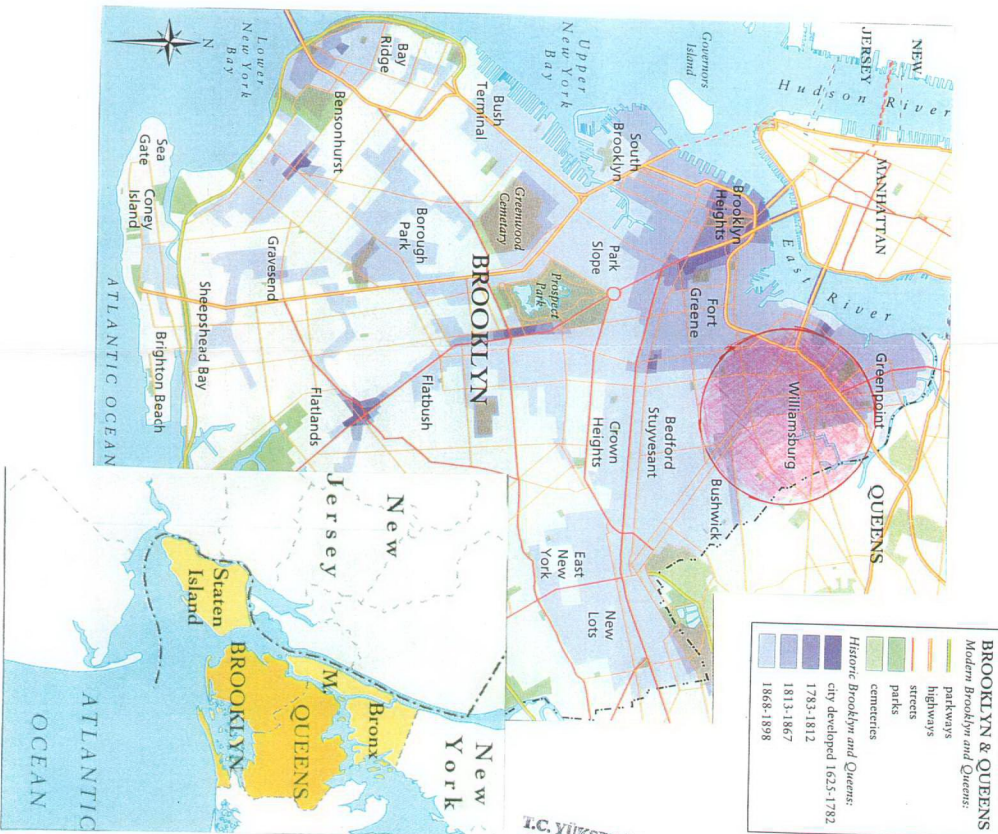 BROOKLYN & QUEENS
Modern Brooklyn and Queens:
parkways
highways
streets
parks
cemeteries
Historic Brooklyn and Queens:
city developed 1625-1782
1783-1812
1813-1867
1868-1898
NEW
JERSEY
Hudson River
MANHATTAN
East River
Governors
Island
Upper
New York
Bay
Lower
New York
Bay
N
Greenpoint
QUEENS
Williamsburg
Brooklyn
Heights
Fort
Greene
South
Brooklyn
Park
Slope
Bedford
Stuyvesant
Bushwick
Crown
Heights
Prospect
Park
Greenwood
Cemetary
Bush
Terminal
Bay
Ridge
BROOKLYN
Borough
Park
Flatbush
East
New
York
New
Lots
Bensonhurst
Gravesend
Flatlands
Sheepshead Bay
Sea
Gate
Coney
Island
Brighton Beach
ATLANTIC OCEAN
New
Jersey
New
York
Staten
Island
BROOKLYN
QUEENS
M.
Bronx
ATLANTIC
OCEAN
T.C.